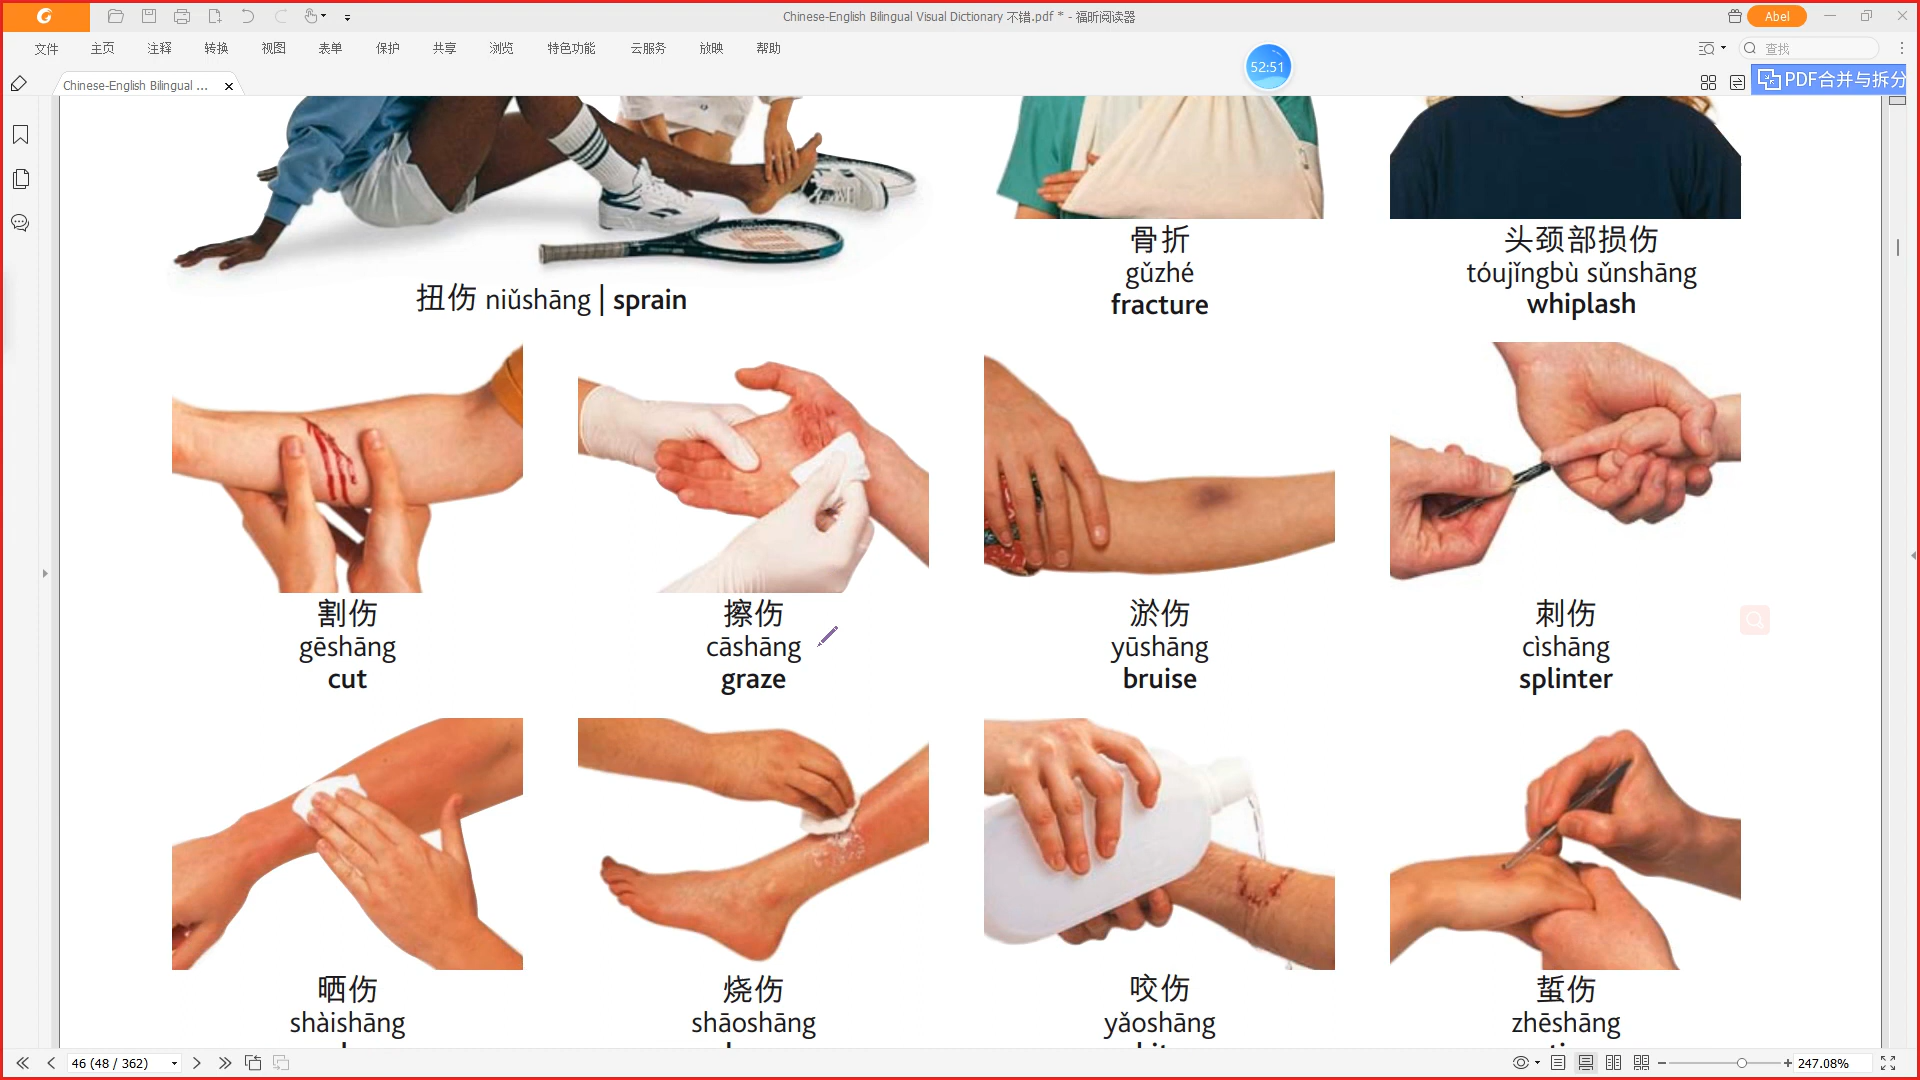 Chinese-English Bilingual Visual Dictionary 不错.pdf * - 福昕阅读器
Abel
文件 主页 注释 转换 视图 表单 保护 共享 浏览 特色功能 云服务 放映 帮助
52:51
查找
Chinese-English Bilingual ...
PDF合并与拆分
扭伤 niǔshāng | sprain
骨折
gǔzhé
fracture
头颈部损伤
tóujǐngbù sǔnshāng
whiplash
割伤
gēshāng
cut
擦伤
cāshāng
graze
淤伤
yūshāng
bruise
刺伤
cìshāng
splinter
晒伤
shàishāng
烧伤
shāoshāng
咬伤
yǎoshāng
蜇伤
zhēshāng
46 (48 / 362)
247.08%